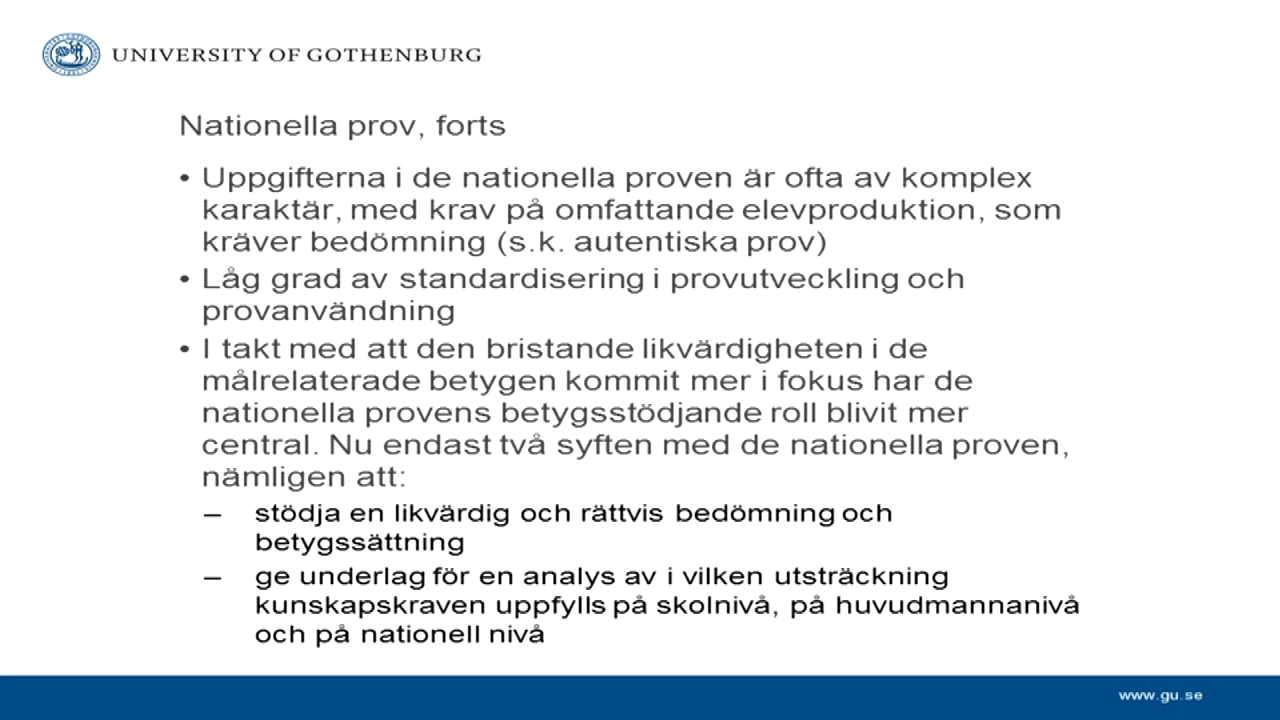 UNIVERSITY OF GOTHENBURG
Nationella prov, forts
• Uppgifterna i de nationella proven är ofta av komplex
karaktär, med krav på omfattande elevproduktion, som
kräver bedömning (s.k. autentiska prov)
• Låg grad av standardisering i provutveckling och
provanvändning
• I takt med att den bristande likvärdigheten i de
målrelaterade betygen kommit mer i fokus har de
nationella provens betygsstödjande roll blivit mer
central. Nu endast två syften med de nationella proven,
nämligen att:
– stödja en likvärdig och rättvis bedömning och
betygssättning
– ge underlag för en analys av i vilken utsträckning
kunskapskraven uppfylls på skolnivå, på huvudmannanivå
och på nationell nivå
www.gu.se